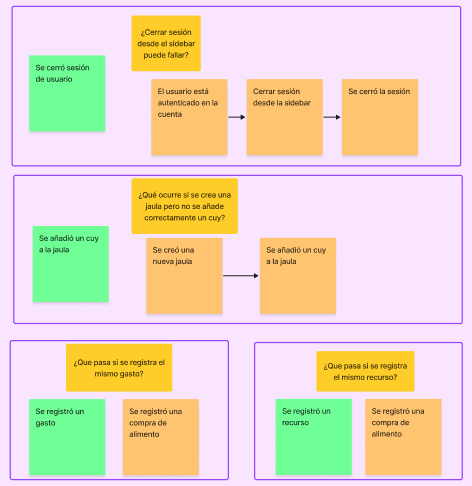 ¿Cerrar sesión
desde el sidebar
puede fallar?
Se cerró sesión
de usuario
El usuario está
autenticado en la
cuenta
Cerrar sesión
desde la sidebar
Se cerró la sesión
¿Qué ocurre si se crea una
jaula pero no se añade
correctamente un cuy?
Se añadió un cuy
a la jaula
Se creó una
nueva jaula
Se añadió un cuy
a la jaula
¿Que pasa si se registra el
mismo gasto?
Se registró un
gasto
Se registró una
compra de
alimento
¿Que pasa si se registra
el mismo recurso?
Se registró un
recurso
Se registró una
compra de
alimento